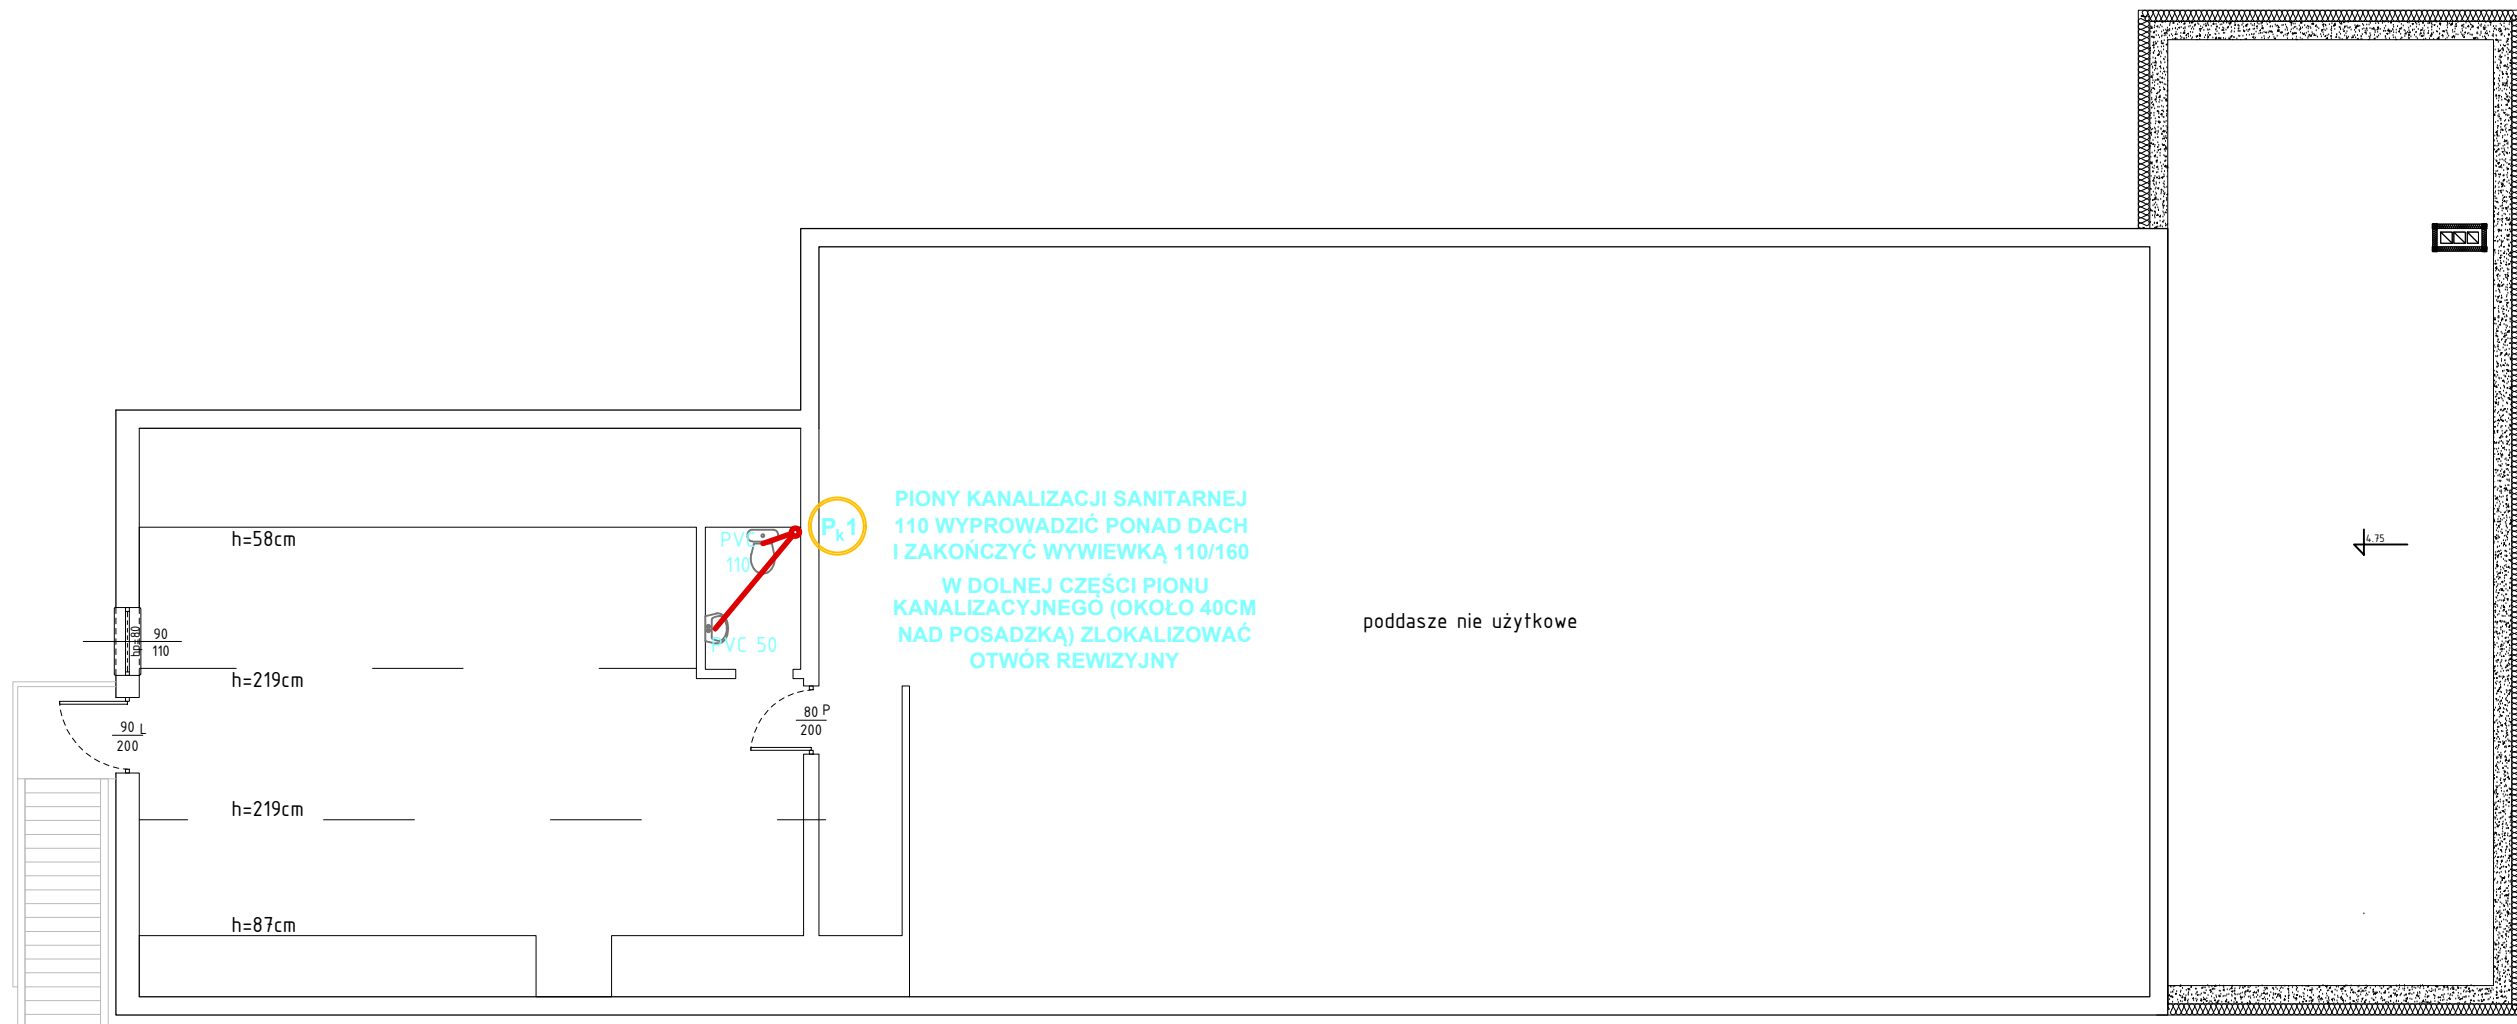 PIONY KANALIZACJI SANITARNEJ
110 WYPROWADZIĆ PONAD DACH
I ZAKOŃCZYĆ WYWIEWKĄ 110/160
W DOLNEJ CZĘŚCI PIONU
KANALIZACYJNEGO (OKOŁO 40CM
NAD POSADZKĄ) ZLOKALIZOWAĆ
OTWÓR REWIZYJNY
Pk1
PVC
110
PVC 50
h=58cm
hp=80
90
110
h=219cm
90 L
200
80 P
200
h=219cm
h=87cm
poddasze nie użytkowe
4.75